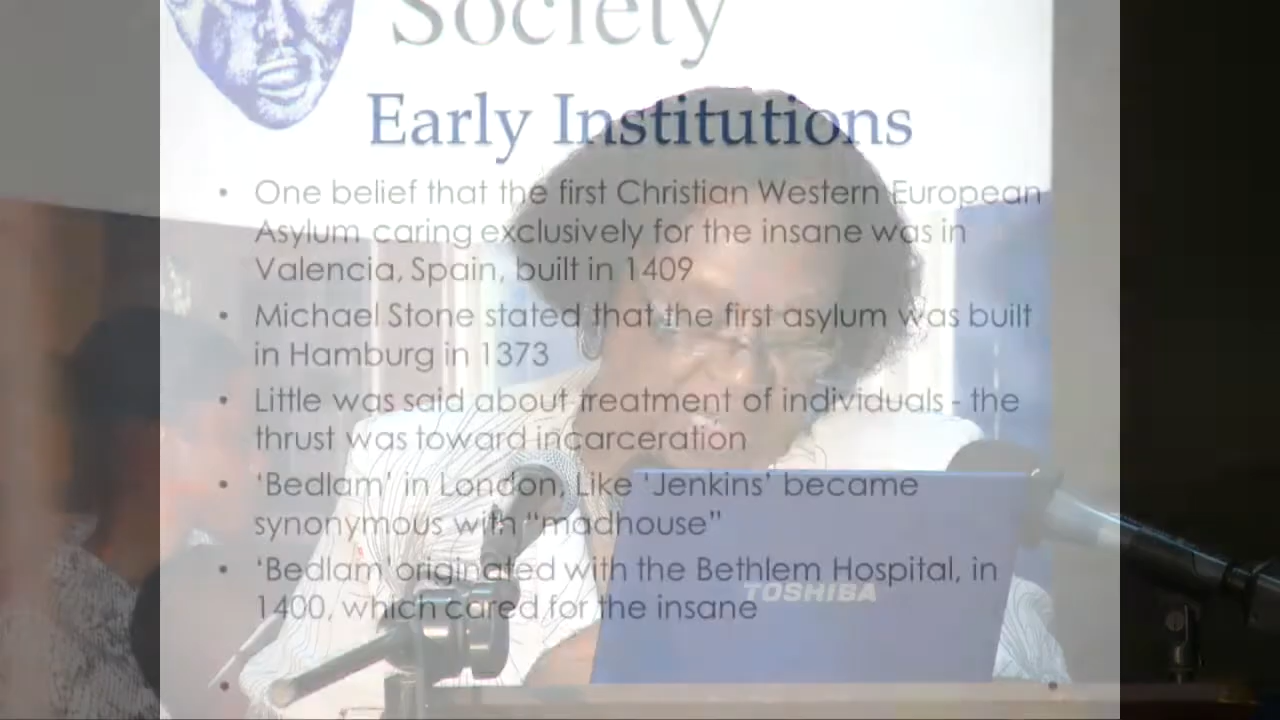 Society
Early Institutions
• One belief that the first Christian Western European
Asylum caring exclusively for the insane was in
Valencia, Spain, built in 1409
• Michael Stone stated that the first asylum was built
in Hamburg in 1373
• Little was said about treatment of individuals - the
thrust was toward incarceration
• ‘Bedlam’ in London, Like ‘Jenkins’ became
synonymous with “madhouse”
• ‘Bedlam originated with the Bethlem Hospital, in
1400, which cared for the insane
TOSHIBA